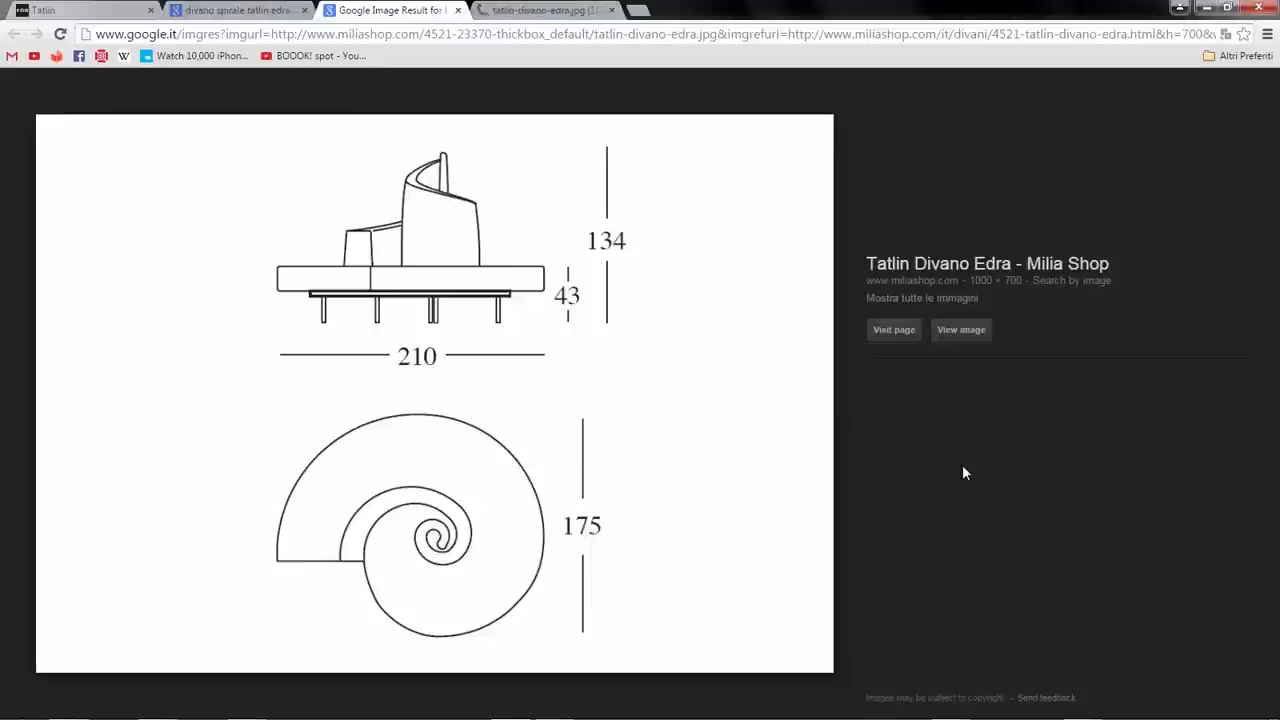 Tatlin
divano spirale tatlin edra
Google Image Result for
tatlin-divano-edra.jpg (10
www.google.it/imgres?imgurl=http://www.miliashop.com/4521-23370-thickbox_default/tatlin-divano-edra.jpg&imgrefuri=http://www.miliashop.com/it/divani/4521-tatlin-divano-edra.html&h=700&v
Watch 10,000 iPhon...
BOOOK! spot - You...
Altri Preferiti
134
43
210
175
Tatlin Divano Edra - Milia Shop
www.miliashop.com - 1000 × 700 - Search by image
Mostra tutte le immagini
Visit page
View image
Images may be subject to copyright. - Send feedback